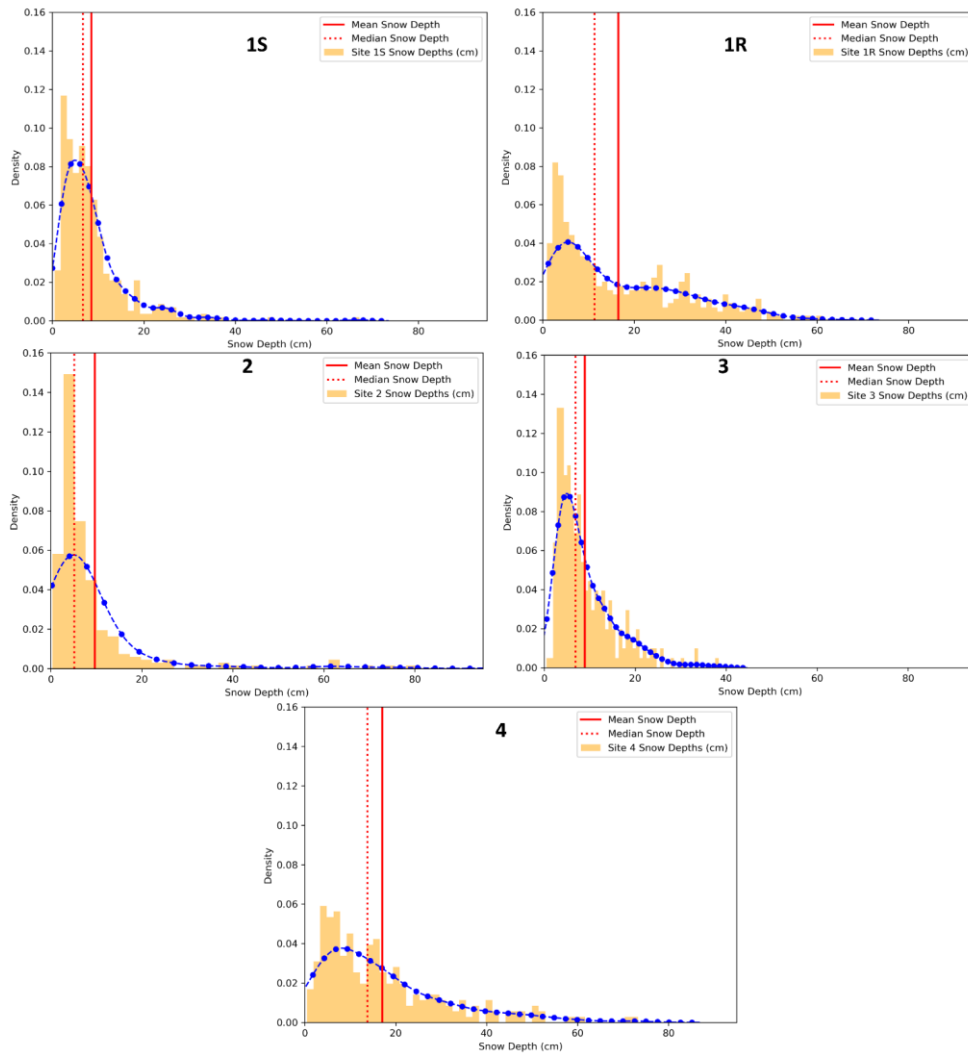 1S
Mean Snow Depth
Median Snow Depth
Site 1S Snow Depths (cm)
0.16
0.14
0.12
0.10
0.08
0.06
0.04
0.02
0.00
Density
0 20 40 60 80
Snow Depth (cm)
1R
Mean Snow Depth
Median Snow Depth
Site 1R Snow Depths (cm)
0.16
0.14
0.12
0.10
0.08
0.06
0.04
0.02
0.00
Density
0 20 40 60 80
Snow Depth (cm)
2
Mean Snow Depth
Median Snow Depth
Site 2 Snow Depths (cm)
0.16
0.14
0.12
0.10
0.08
0.06
0.04
0.02
0.00
Density
0 20 40 60 80
Snow Depth (cm)
3
Mean Snow Depth
Median Snow Depth
Site 3 Snow Depths (cm)
0.16
0.14
0.12
0.10
0.08
0.06
0.04
0.02
0.00
Density
0 20 40 60 80
Snow Depth (cm)
4
Mean Snow Depth
Median Snow Depth
Site 4 Snow Depths (cm)
0.16
0.14
0.12
0.10
0.08
0.06
0.04
0.02
0.00
Density
0 20 40 60 80
Snow Depth (cm)